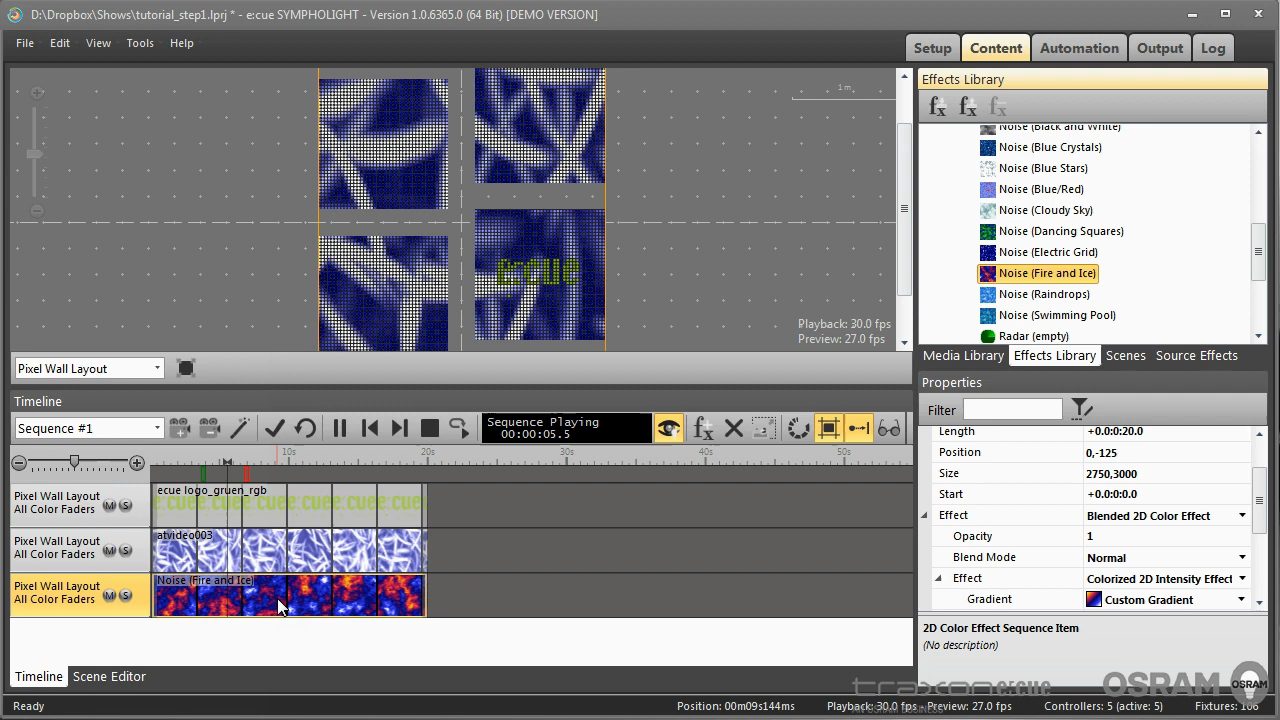 D:\Dropbox\Shows\tutorial_step1.lprj * - e:cue SYMPHOLIGHT - Version 1.0.6365.0 (64 Bit) [DEMO VERSION]
File Edit View Tools Help
Setup Content Automation Output Log
Effects Library
Noise (Black and White)
Noise (Blue Crystals)
Noise (Blue Stars)
Noise (Blue/Red)
Noise (Cloudy Sky)
Noise (Dancing Squares)
Noise (Electric Grid)
Noise (Fire and Ice)
Noise (Raindrops)
Noise (Swimming Pool)
Radar (empty)
Media Library Effects Library Scenes Source Effects
1 m
e:cue
Playback: 30.0 fps
Preview: 27.0 fps
Pixel Wall Layout
Timeline
Sequence #1
Sequence Playing
00:00:05.5
10s 20s 30s 40s 50s
Pixel Wall Layout
All Color Faders M S
ecue logo_gruen_rgb
Pixel Wall Layout
All Color Faders M S
atvideo003
Pixel Wall Layout
All Color Faders M S
Noise (Fire and Ice)
Timeline Scene Editor
Properties
Filter
Length +0.0:0:20.0
Position 0,-125
Size 2750,3000
Start +0.0:0:0.0
Effect Blended 2D Color Effect
Opacity 1
Blend Mode Normal
Effect Colorized 2D Intensity Effect
Gradient Custom Gradient
2D Color Effect Sequence Item
(No description)
traxon e:cue
OSRAM OSRAM
Ready Position: 00m09s144ms Playback: 30.0 fps - Preview: 27.0 fps Controllers: 5 (active: 5) Fixtures: 106